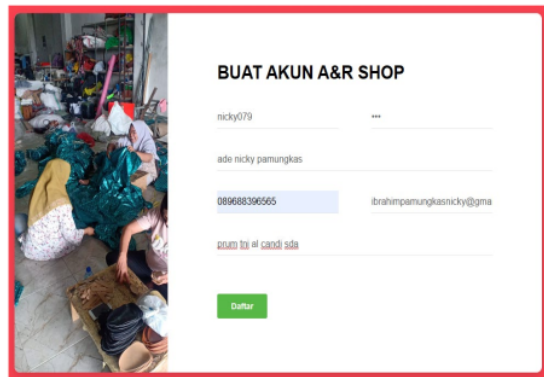 BUAT AKUN A&R SHOP
nicky079 •••
ade nicky pamungkas
089688396565 ibrahimpamungkasnicky@gma
prum tni al candi sda
Daftar